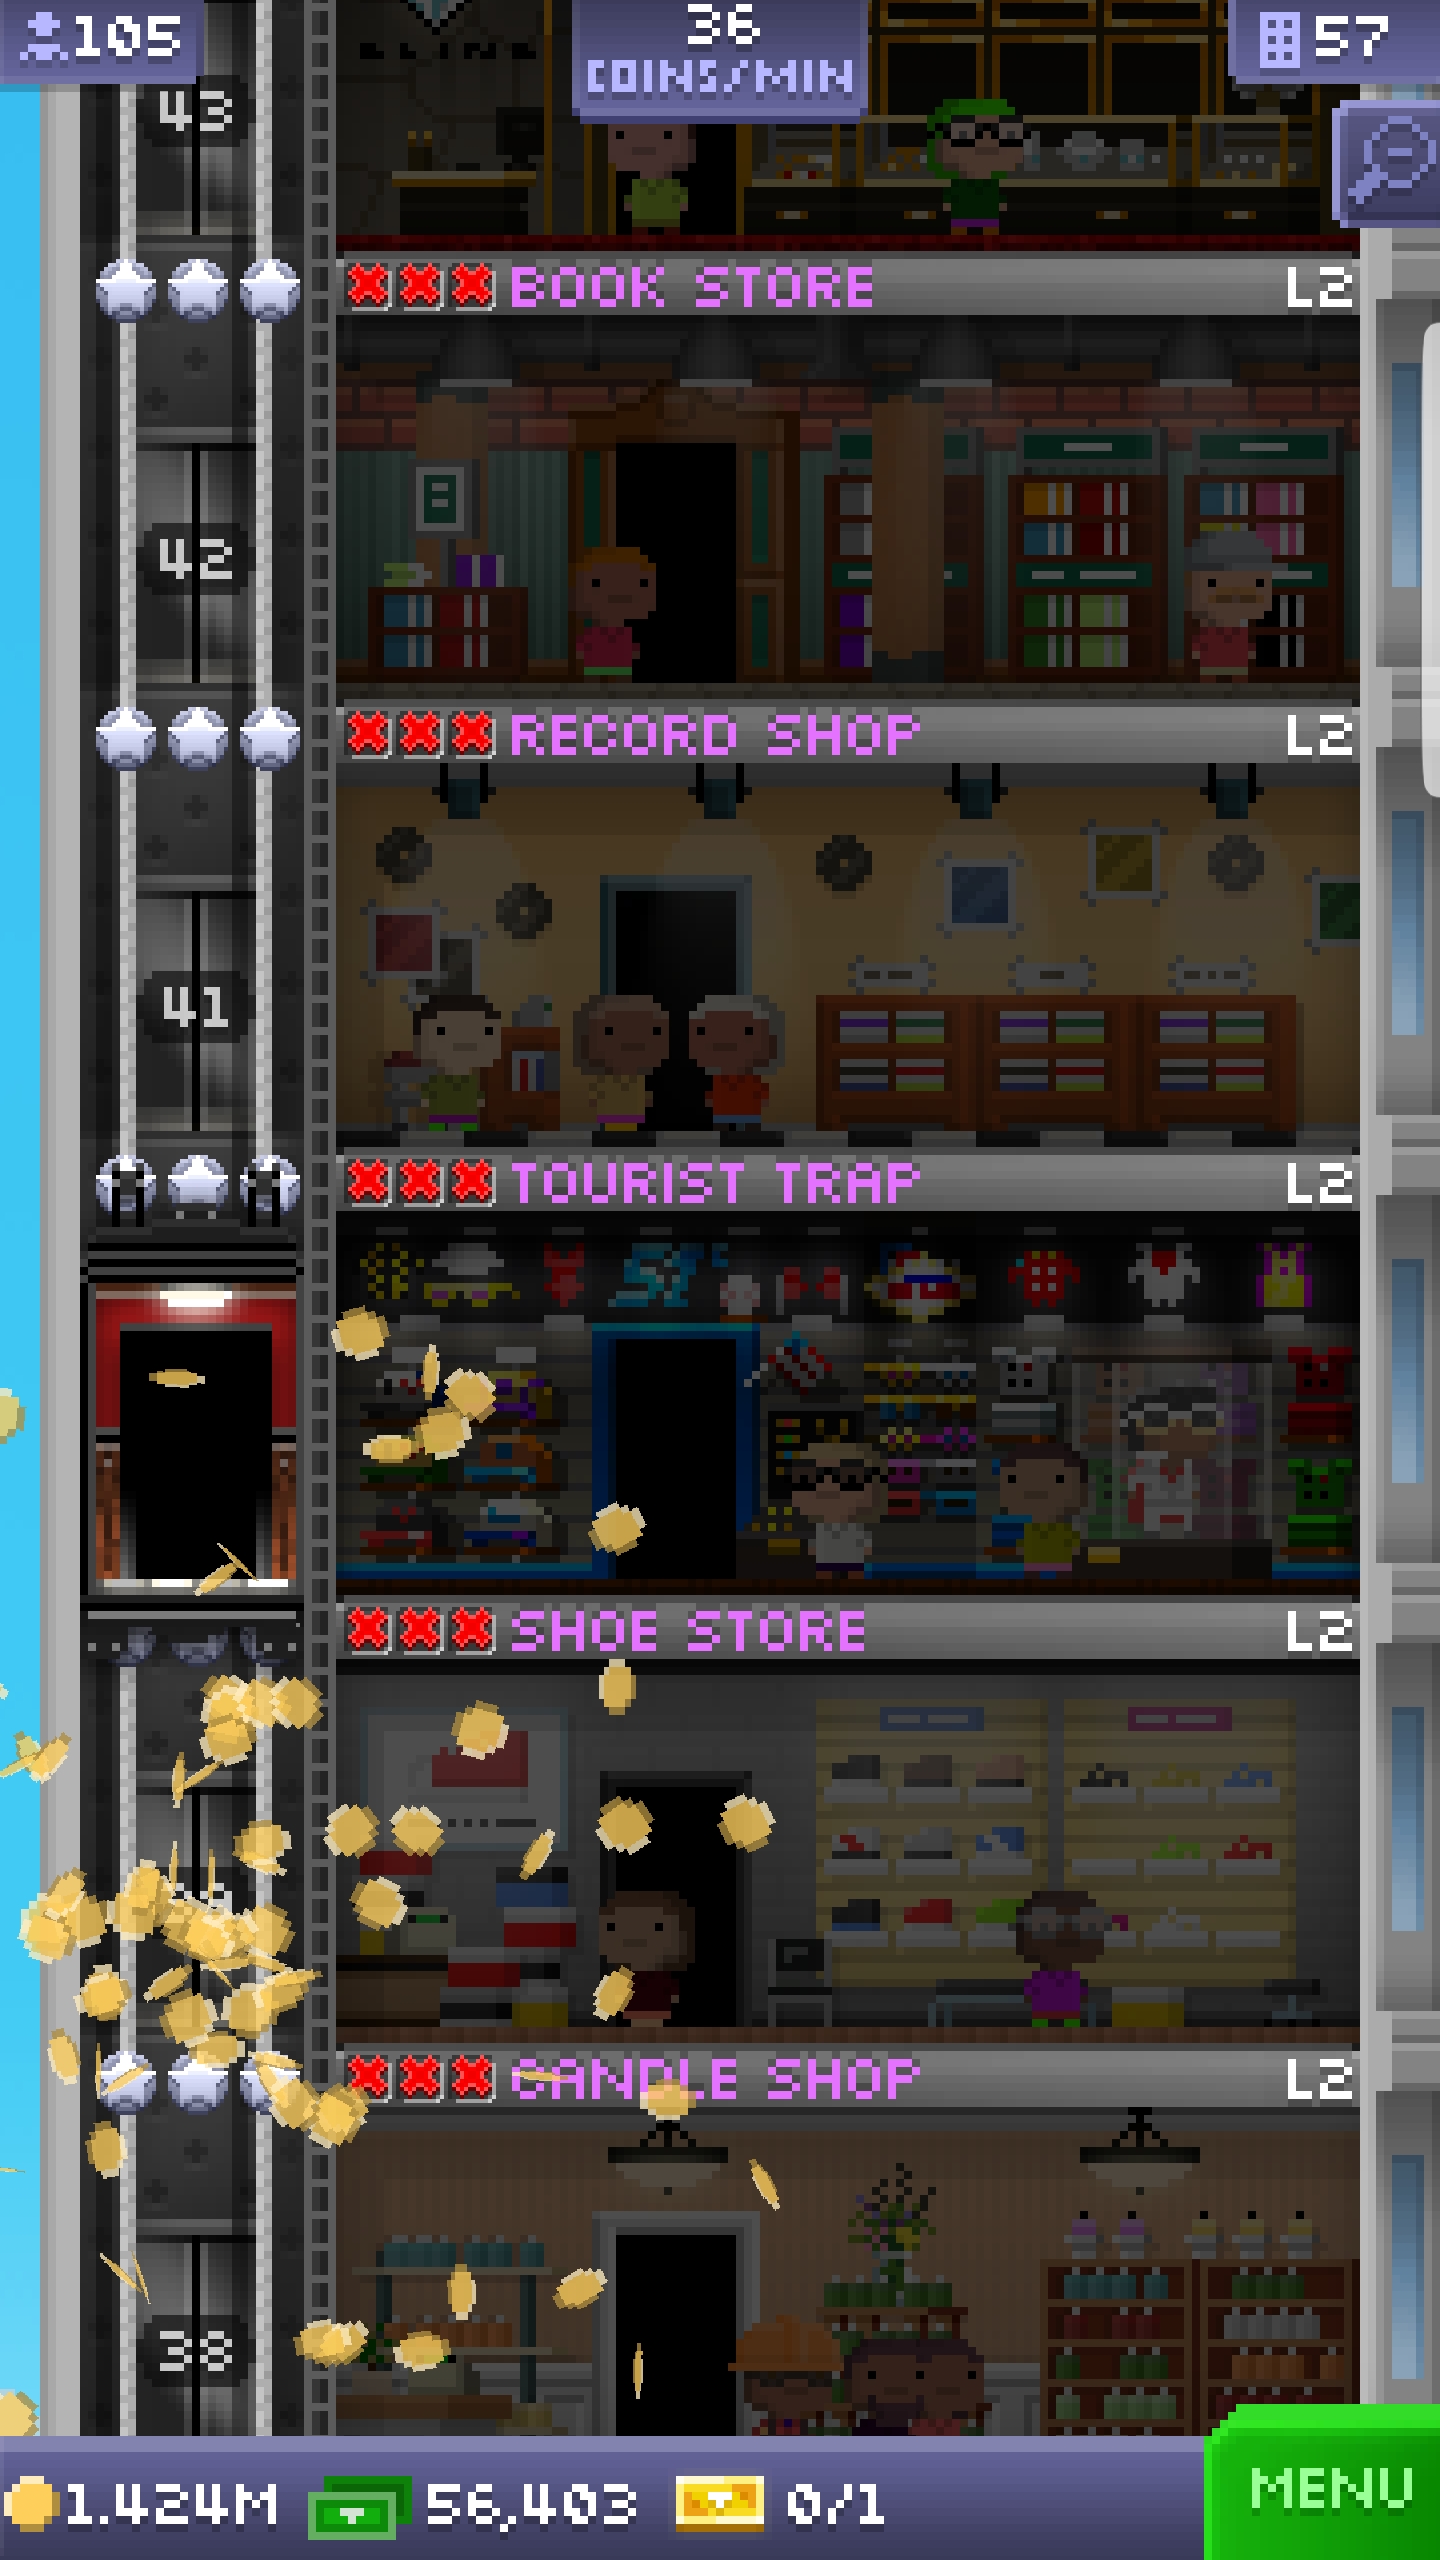 105
36
COINS/MIN
57
43
BOOK STORE L2
42
RECORD SHOP L2
41
TOURIST TRAP L2
SHOE STORE L2
CANDLE SHOP L2
38
1.424M 56,403 0/1
MENU